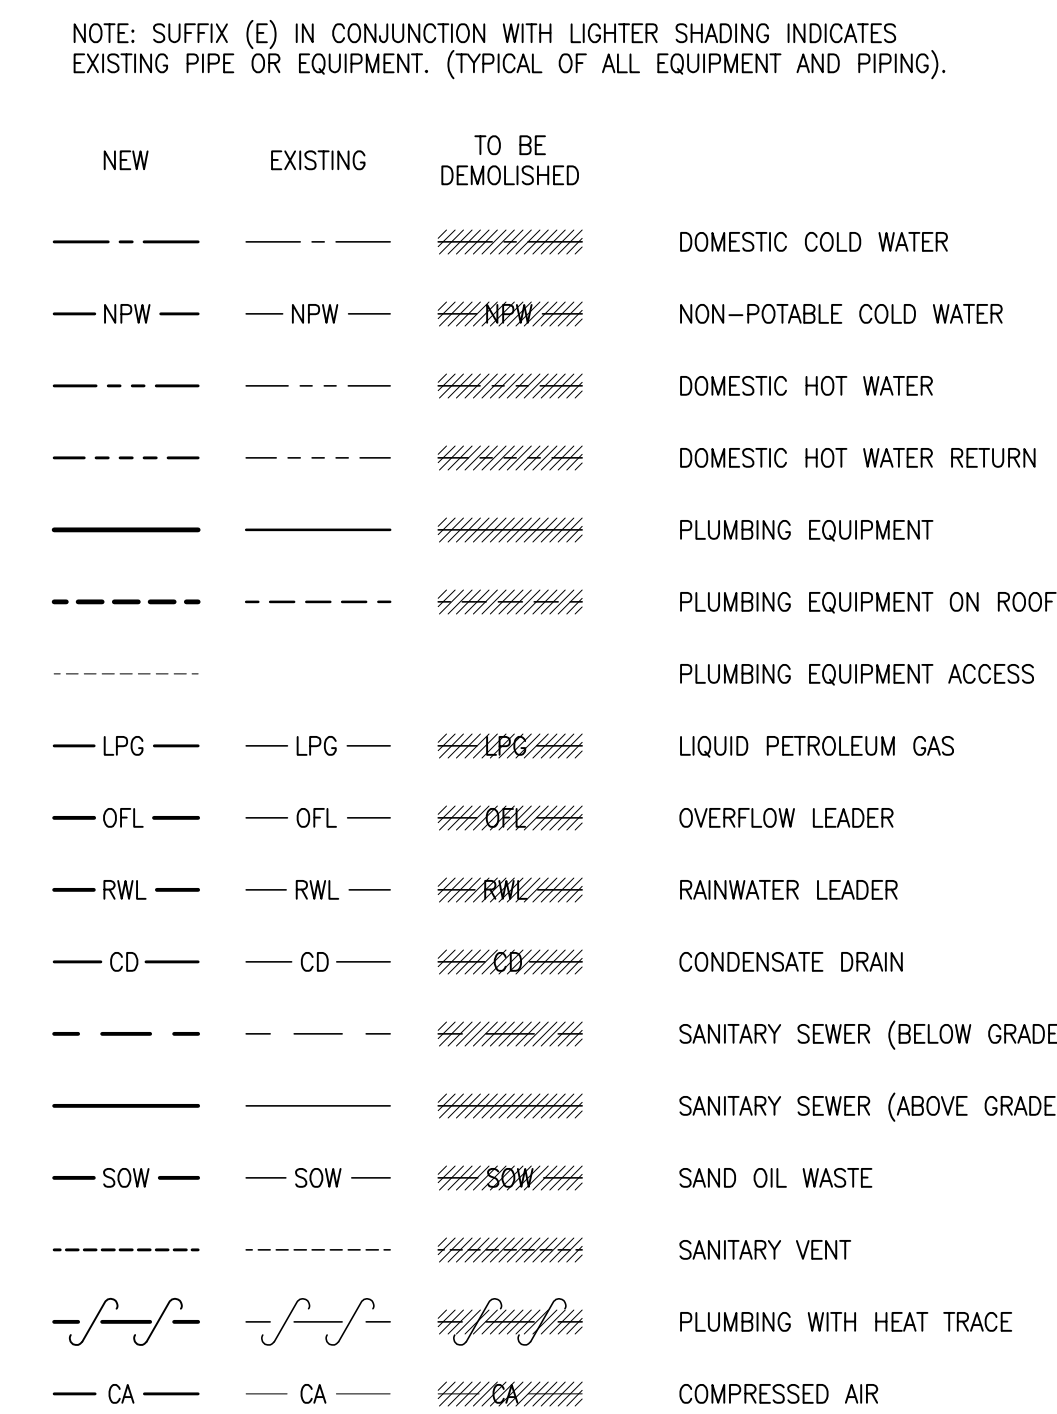 NOTE: SUFFIX (E) IN CONJUNCTION WITH LIGHTER SHADING INDICATES
EXISTING PIPE OR EQUIPMENT. (TYPICAL OF ALL EQUIPMENT AND PIPING).
NEW EXISTING TO BE DEMOLISHED
DOMESTIC COLD WATER
NPW NPW NPW NON-POTABLE COLD WATER
DOMESTIC HOT WATER
DOMESTIC HOT WATER RETURN
PLUMBING EQUIPMENT
PLUMBING EQUIPMENT ON ROOF
PLUMBING EQUIPMENT ACCESS
LPG LPG LPG LIQUID PETROLEUM GAS
OFL OFL OFL OVERFLOW LEADER
RWL RWL RWL RAINWATER LEADER
CD CD CD CONDENSATE DRAIN
SANITARY SEWER (BELOW GRADE
SANITARY SEWER (ABOVE GRADE
SOW SOW SOW SAND OIL WASTE
SANITARY VENT
PLUMBING WITH HEAT TRACE
CA CA CA COMPRESSED AIR